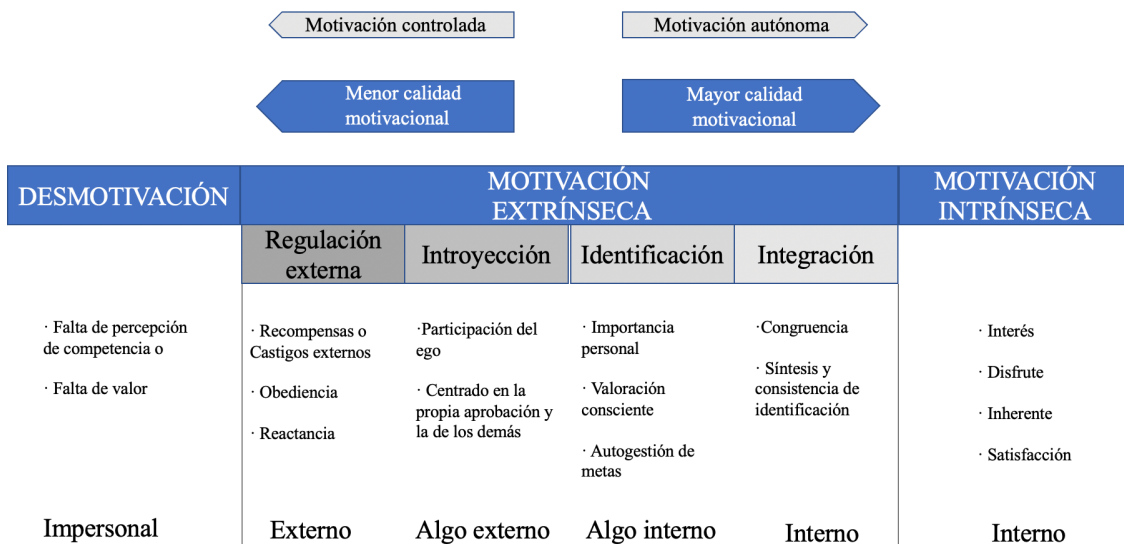 Motivación controlada
Motivación autónoma
Menor calidad
motivacional
Mayor calidad
motivacional
DESMOTIVACIÓN
MOTIVACIÓN
EXTRÍNSECA
MOTIVACIÓN
INTRÍNSECA
Regulación
externa
Introyección
Identificación
Integración
· Falta de percepción
de competencia o
· Falta de valor
· Recompensas o
Castigos externos
· Obediencia
· Reactancia
·Participación del
ego
· Centrado en la
propia aprobación y
la de los demás
· Importancia
personal
· Valoración
consciente
· Autogestión de
metas
·Congruencia
· Síntesis y
consistencia de
identificación
· Interés
· Disfrute
· Inherente
· Satisfacción
Impersonal
Externo
Algo externo
Algo interno
Interno
Interno